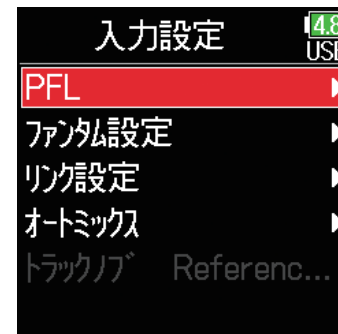 入力設定
4.8
USB
PFL
ファンタム設定
リンク設定
オートミックス
トラックノブ Referenc...